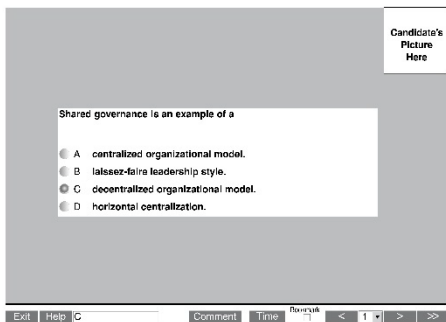 Candidate's
Picture
Here
Shared governance is an example of a
A centralized organizational model.
B laissez-faire leadership style.
C decentralized organizational model.
D horizontal centralization.
Exit Help C Comment Time Bookmark < 1 > >>